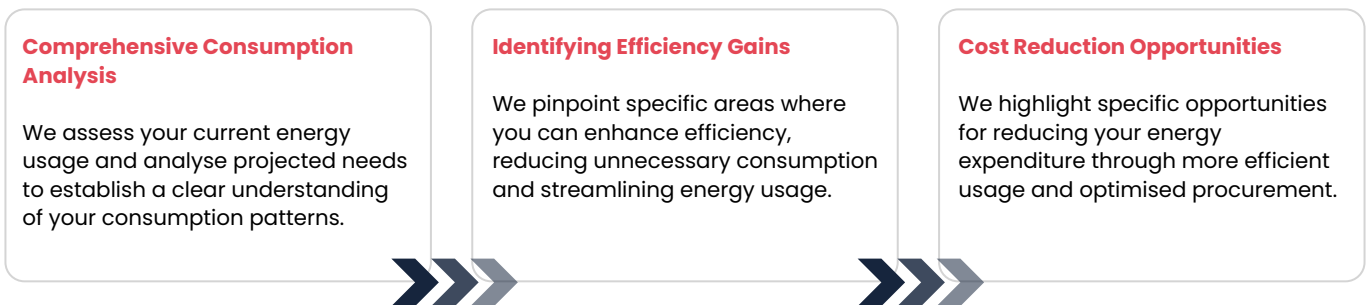 Comprehensive Consumption
Analysis
We assess your current energy
usage and analyse projected needs
to establish a clear understanding
of your consumption patterns.
Identifying Efficiency Gains
We pinpoint specific areas where
you can enhance efficiency,
reducing unnecessary consumption
and streamlining energy usage.
Cost Reduction Opportunities
We highlight specific opportunities
for reducing your energy
expenditure through more efficient
usage and optimised procurement.